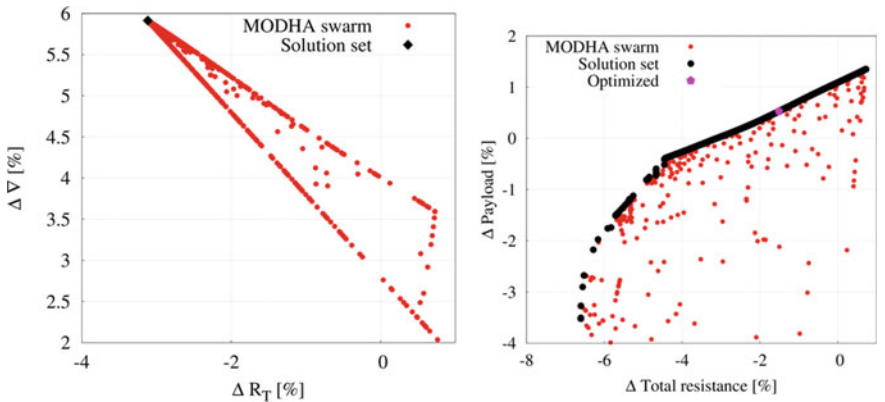 6
5.5
5
4.5
4
3.5
3
2.5
2
Δ ∇ [%]
MODHA swarm
Solution set
-4
-2
0
Δ R_T [%]
2
1
0
-1
-2
-3
-4
Δ Payload [%]
MODHA swarm
Solution set
Optimized
-8
-6
-4
-2
0
Δ Total resistance [%]